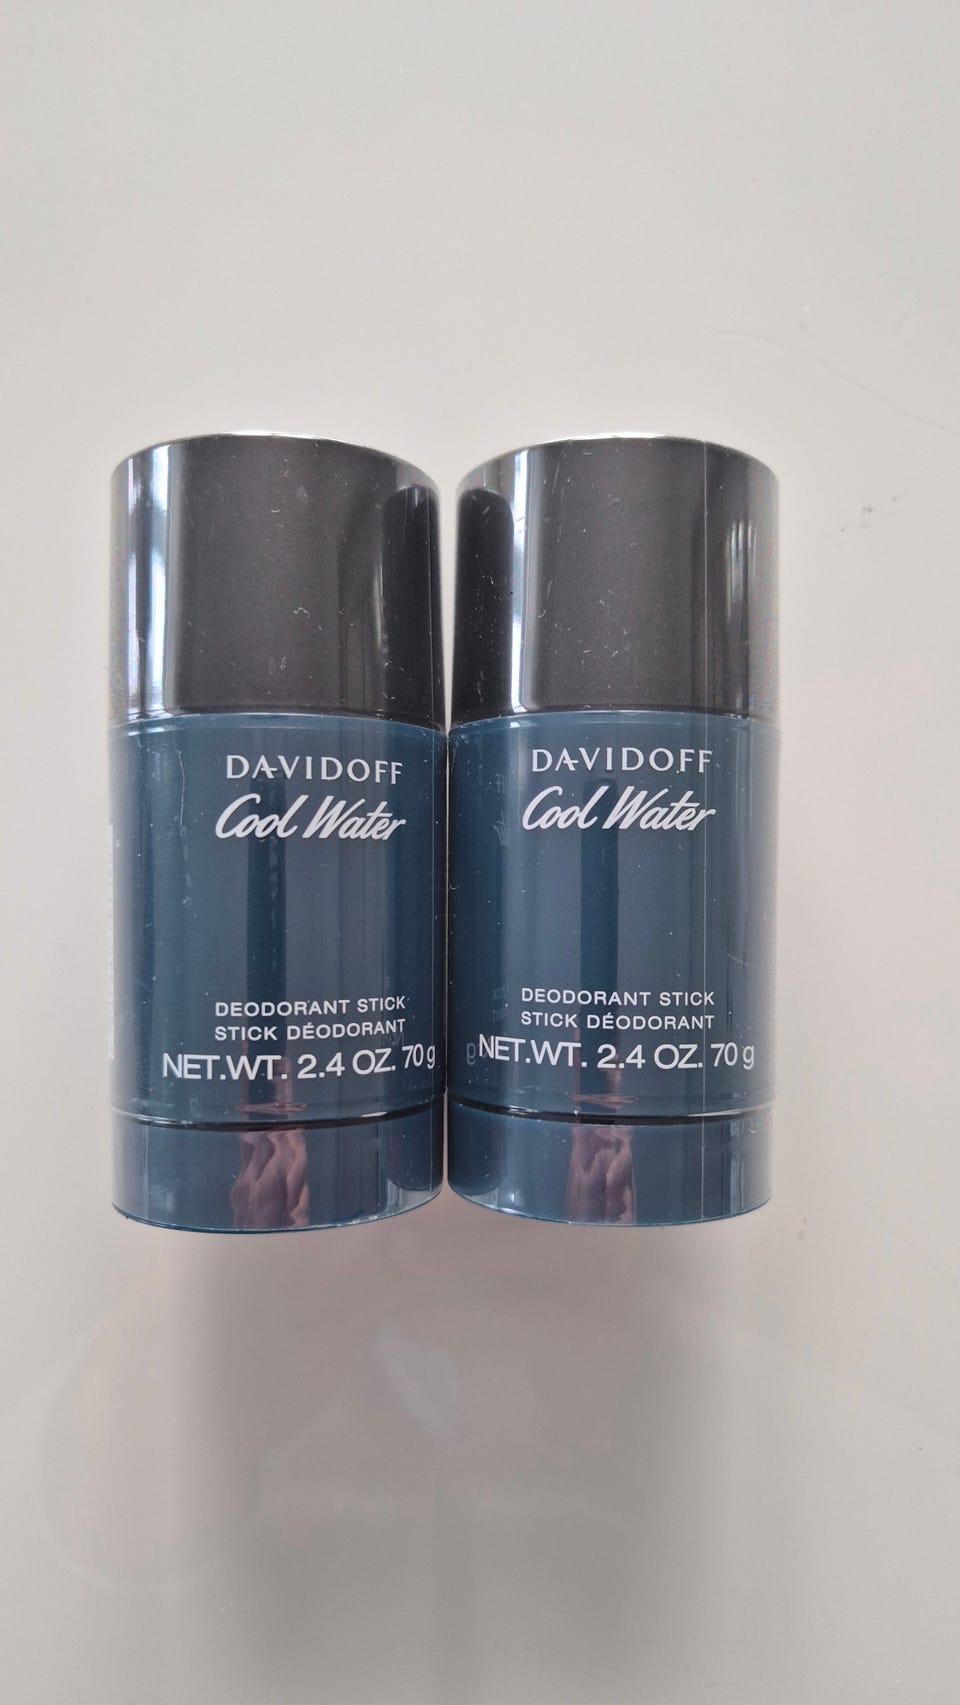 DAVIDOFF
Cool Water
DEODORANT STICK
STICK DÉODORANT
NET.WT. 2.4 OZ. 70 g
DAVIDOFF
Cool Water
DEODORANT STICK
STICK DÉODORANT
NET.WT. 2.4 OZ. 70 g